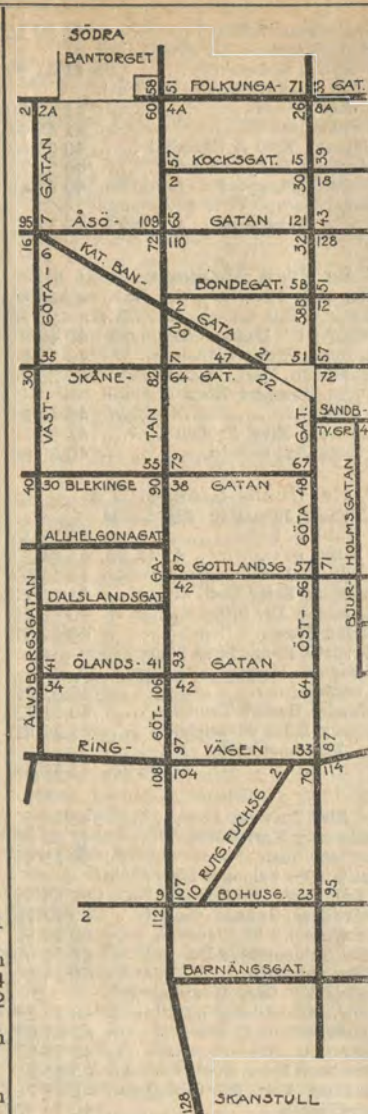 SÖDRA
BANTORGET
58 51 FOLKUNGA- 71 33 GAT.
2 2A 60 4A 26 8A
GATAN
57 KOCKSGAT. 15 39
2 30 18
95 7 ÅSÖ- 109 65 GATAN 121 43
16 72 110 32 128
6 KAT. BAN-
GATA
BONDEGAT. 58 51
2 38B 12
20
GÖTA-
35 71 47 21 51 57
30 SKÅNE- 82 64 GAT. 22 72
VÄST-
TAN
GAT.
SANDB-
TV.GR. 4
55 79 67
40 30 BLEKINGE 90 38 GATAN 48
GÖTA
ALLHELGONAGAT
HOLMSGATAN
BJUR-
87 GOTTLANDSG 57 71
GA- 42 56
DALSLANDSGAT
ÄLVSBORGSGATAN
ÖST-
41 ÖLANDS- 41 93 GATAN
34 106 42 64
GÖT-
RING- 97 VÄGEN 133 87
108 104 2 70 114
RUTG. FUCHSG
9 107 10 BOHUSG. 23 95
2 112
BARNÄNGSGAT.
128 SKANSTULL